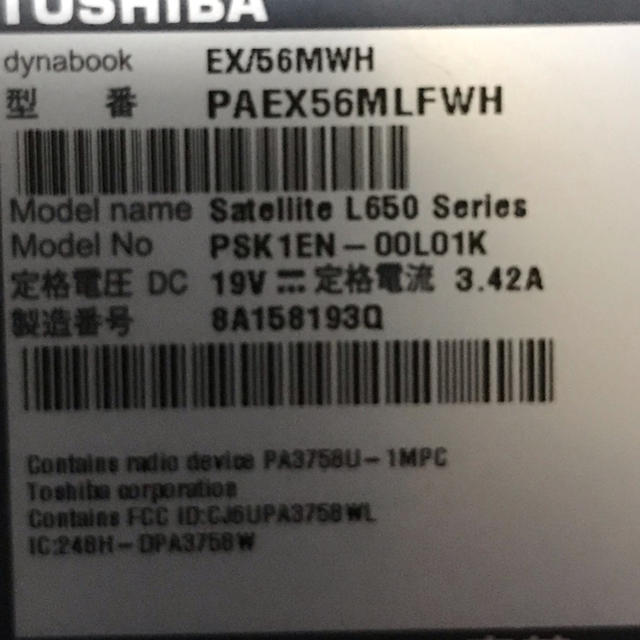 TOSHIBA
dynabook EX/56MWH
型 番 PAEX56MLFWH
Model name Satellite L650 Series
Model No PSK1EN-00L01K
定格電圧 DC 19V ⎓ 定格電流 3.42A
製造番号 8A158193Q
Contains radio device PA3758U-1MPC
Toshiba corporation
Contains FCC ID:CJ6UPA3758WL
IC:248H-DPA3758W